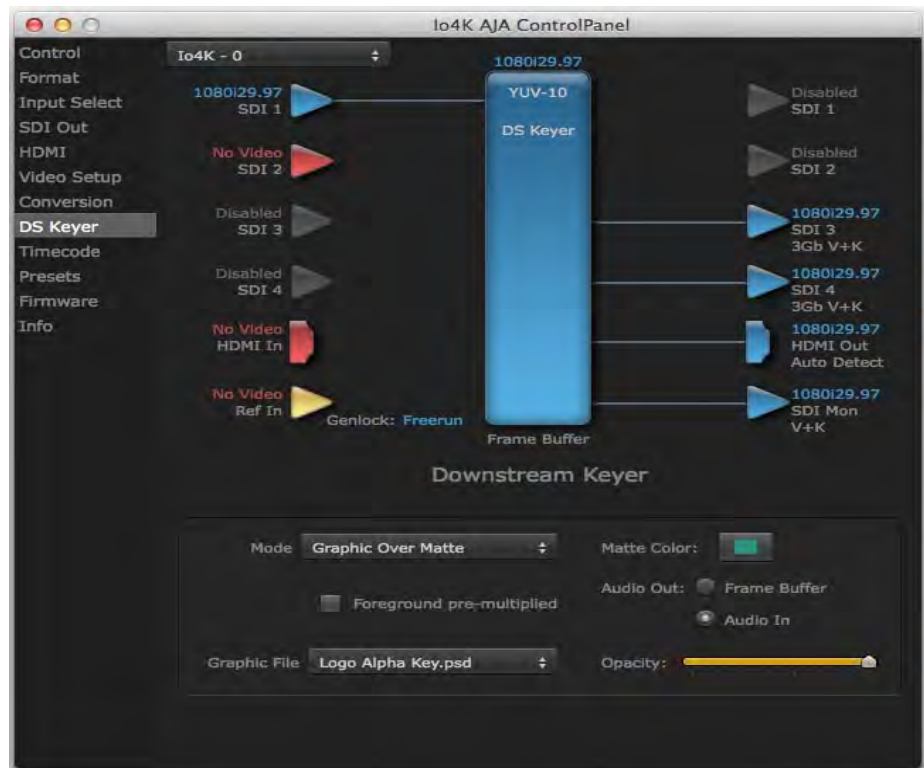 Io4K AJA ControlPanel
Control
Format
Input Select
SDI Out
HDMI
Video Setup
Conversion
DS Keyer
Timecode
Presets
Firmware
Info
Io4K - 0
1080i29.97
SDI 1
No Video
SDI 2
Disabled
SDI 3
Disabled
SDI 4
No Video
HDMI In
No Video
Ref In
Genlock: Freerun
1080i29.97
YUV-10
DS Keyer
Frame Buffer
Disabled
SDI 1
Disabled
SDI 2
1080i29.97
SDI 3
3Gb V+K
1080i29.97
SDI 4
3Gb V+K
1080i29.97
HDMI Out
Auto Detect
1080i29.97
SDI Mon
V+K
Downstream Keyer
Mode Graphic Over Matte
Matte Color:
Foreground pre-multiplied
Audio Out: Frame Buffer
Audio In
Graphic File Logo Alpha Key.psd
Opacity: